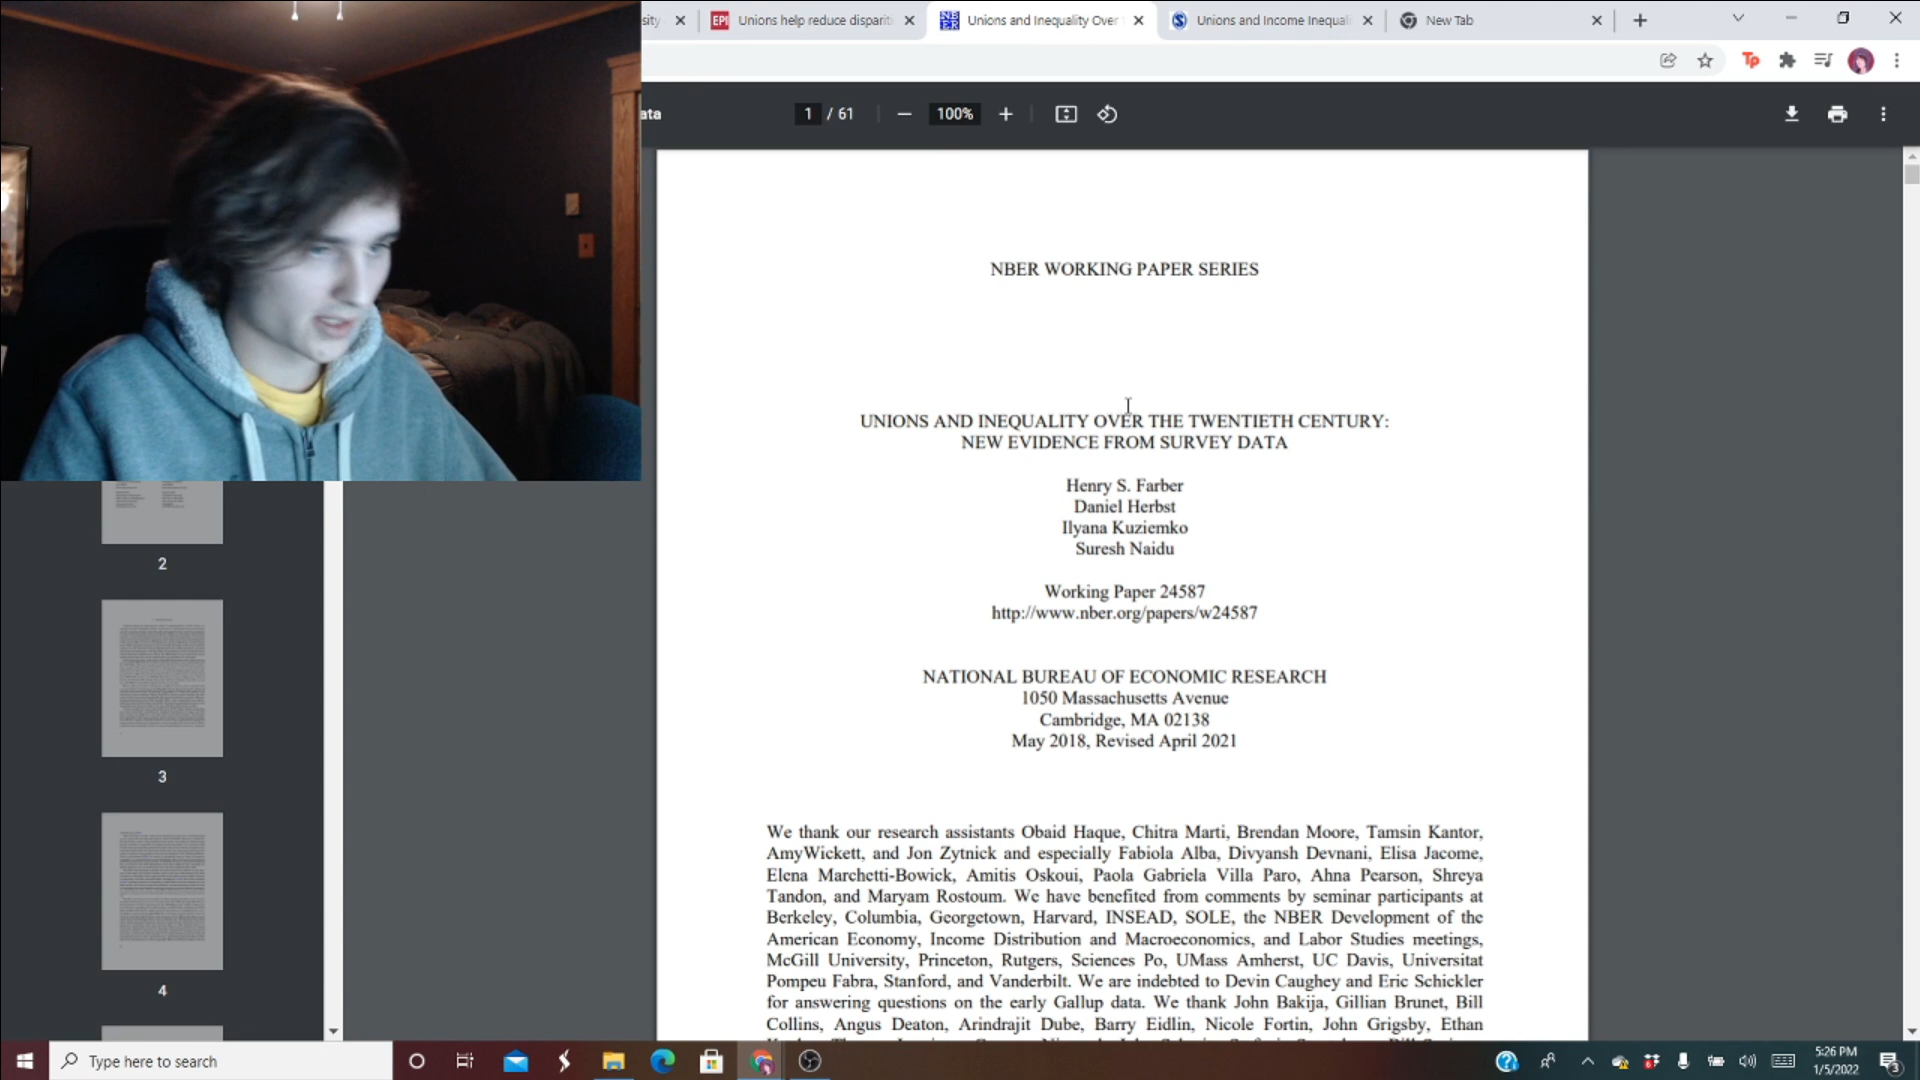 sity
EPI Unions help reduce dispariti
NBER Unions and Inequality Over
S Unions and Income Inequal
New Tab
Tp
ata
1 / 61
100%
NBER WORKING PAPER SERIES
UNIONS AND INEQUALITY OVER THE TWENTIETH CENTURY:
NEW EVIDENCE FROM SURVEY DATA
Henry S. Farber
Daniel Herbst
Ilyana Kuziemko
Suresh Naidu
Working Paper 24587
http://www.nber.org/papers/w24587
NATIONAL BUREAU OF ECONOMIC RESEARCH
1050 Massachusetts Avenue
Cambridge, MA 02138
May 2018, Revised April 2021
We thank our research assistants Obaid Haque, Chitra Marti, Brendan Moore, Tamsin Kantor,
AmyWickett, and Jon Zytnick and especially Fabiola Alba, Divyansh Devnani, Elisa Jacome,
Elena Marchetti-Bowick, Amitis Oskoui, Paola Gabriela Villa Paro, Ahna Pearson, Shreya
Tandon, and Maryam Rostoum. We have benefited from comments by seminar participants at
Berkeley, Columbia, Georgetown, Harvard, INSEAD, SOLE, the NBER Development of the
American Economy, Income Distribution and Macroeconomics, and Labor Studies meetings,
McGill University, Princeton, Rutgers, Sciences Po, UMass Amherst, UC Davis, Universitat
Pompeu Fabra, Stanford, and Vanderbilt. We are indebted to Devin Caughey and Eric Schickler
for answering questions on the early Gallup data. We thank John Bakija, Gillian Brunet, Bill
Collins, Angus Deaton, Arindrajit Dube, Barry Eidlin, Nicole Fortin, John Grigsby, Ethan
2
3
4
Type here to search
5:26 PM
1/5/2022
3